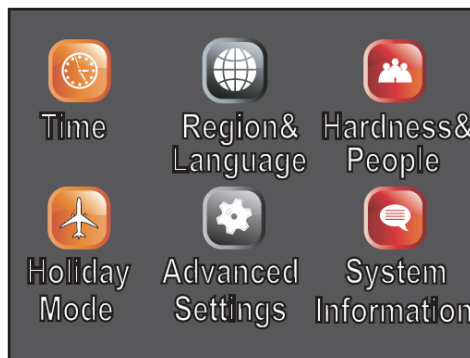 Time
Region&
Language
Hardness&
People
Holiday
Mode
Advanced
Settings
System
Information